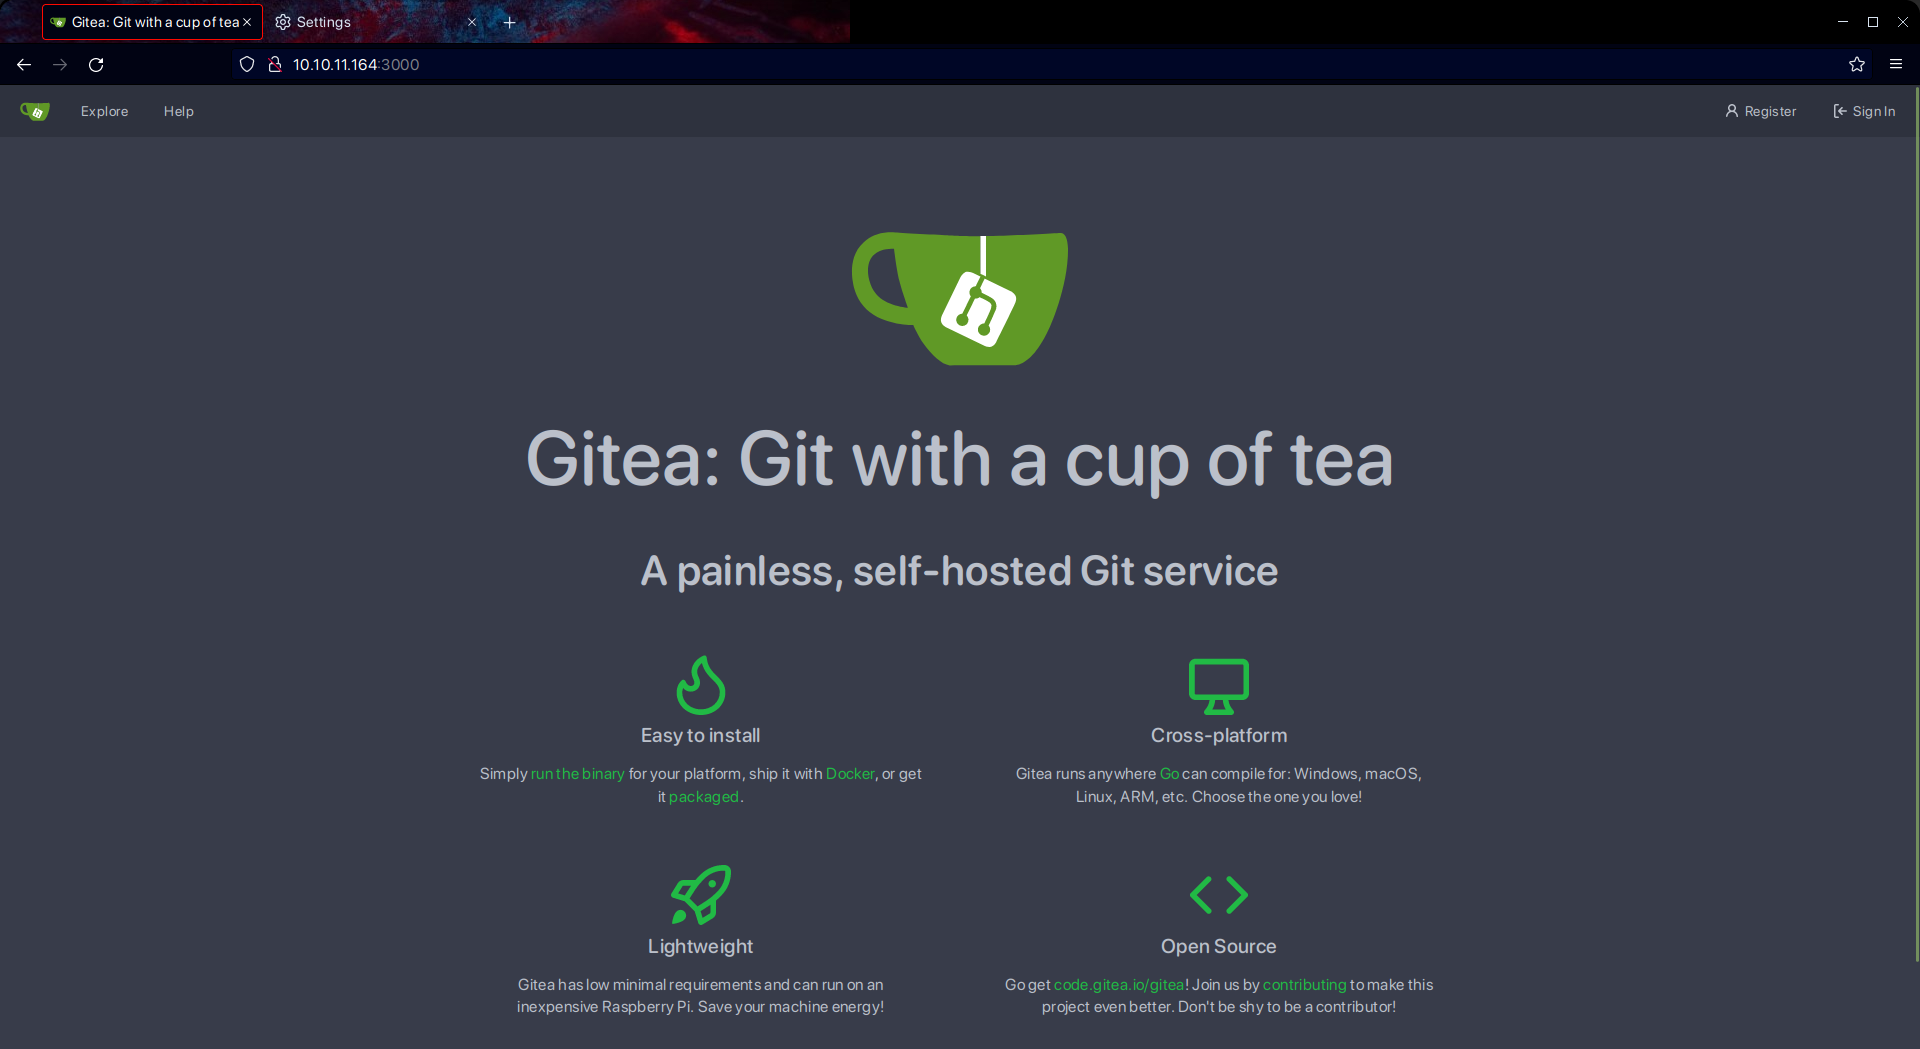 Gitea: Git with a cup of tea
Settings
10.10.11.164:3000
Explore
Help
Register
Sign In
Gitea: Git with a cup of tea
A painless, self-hosted Git service
Easy to install
Simply run the binary for your platform, ship it with Docker, or get
it packaged.
Cross-platform
Gitea runs anywhere Go can compile for: Windows, macOS,
Linux, ARM, etc. Choose the one you love!
Lightweight
Gitea has low minimal requirements and can run on an
inexpensive Raspberry Pi. Save your machine energy!
Open Source
Go get code.gitea.io/gitea! Join us by contributing to make this
project even better. Don't be shy to be a contributor!